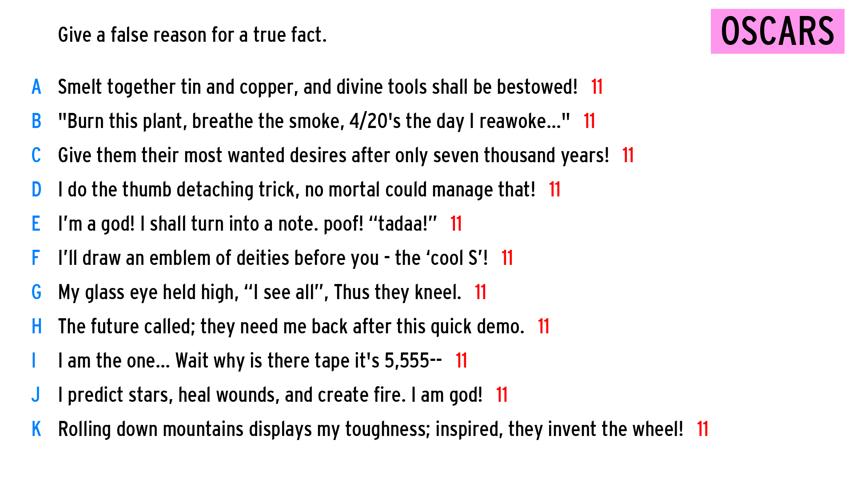 Give a false reason for a true fact.
OSCARS
A Smelt together tin and copper, and divine tools shall be bestowed! 11
B "Burn this plant, breathe the smoke, 4/20's the day I reawoke..." 11
C Give them their most wanted desires after only seven thousand years! 11
D I do the thumb detaching trick, no mortal could manage that! 11
E I’m a god! I shall turn into a note. poof! “tadaa!” 11
F I’ll draw an emblem of deities before you - the ‘cool S’! 11
G My glass eye held high, “I see all”, Thus they kneel. 11
H The future called; they need me back after this quick demo. 11
I I am the one... Wait why is there tape it's 5,555-- 11
J I predict stars, heal wounds, and create fire. I am god! 11
K Rolling down mountains displays my toughness; inspired, they invent the wheel! 11